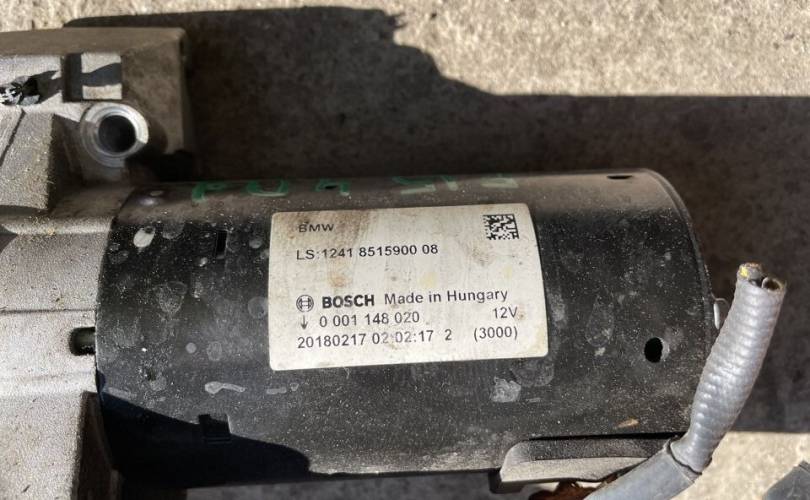 BMW
LS:1241 8515900 08
BOSCH Made in Hungary
↓ 0 001 148 020 12V
20180217 02:02:17 2 (3000)